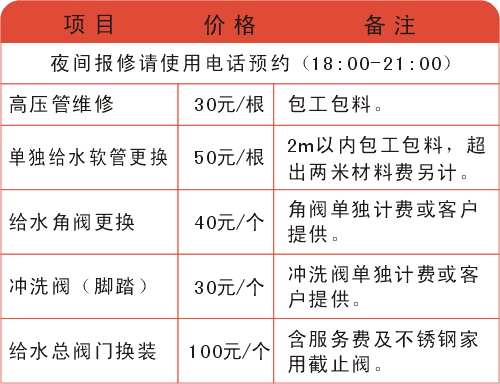 项目 价格 备注
夜间报修请使用电话预约（18:00-21:00）
高压管维修 30元/根 包工包料。
单独给水软管更换 50元/根 2m以内包工包料，超
出两米材料费另计。
给水角阀更换 40元/个 角阀单独计费或客户
提供。
冲洗阀（脚踏） 30元/个 冲洗阀单独计费或客
户提供。
给水总阀门换装 100元/个 含服务费及不锈钢家
用截止阀。